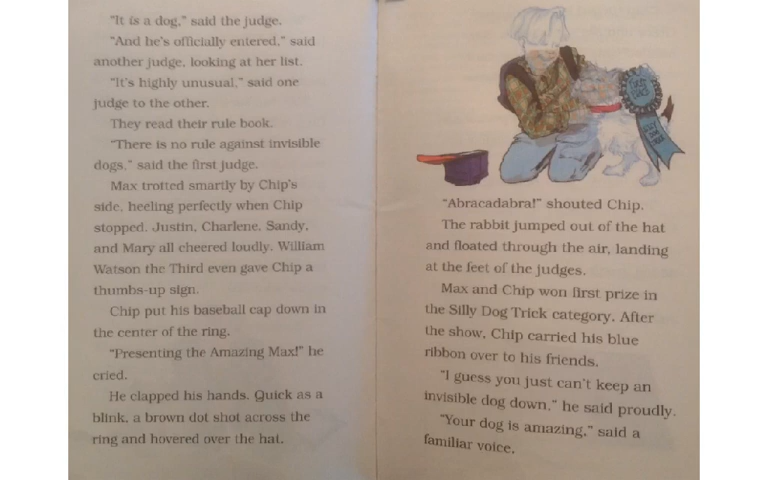 "It is a dog," said the judge.
"And he's officially entered," said
another judge, looking at her list.
"It's highly unusual," said one
judge to the other.
They read their rule book.
"There is no rule against invisible
dogs," said the first judge.
Max trotted smartly by Chip's
side, heeling perfectly when Chip
stopped. Justin, Charlene, Sandy,
and Mary all cheered loudly. William
Watson the Third even gave Chip a
thumbs-up sign.
Chip put his baseball cap down in
the center of the ring.
"Presenting the Amazing Max!" he
cried.
He clapped his hands. Quick as a
blink, a brown dot shot across the
ring and hovered over the hat.
"Abracadabra!" shouted Chip.
The rabbit jumped out of the hat
and floated through the air, landing
at the feet of the judges.
Max and Chip won first prize in
the Silly Dog Trick category. After
the show, Chip carried his blue
ribbon over to his friends.
"I guess you just can't keep an
invisible dog down," he said proudly.
"Your dog is amazing," said a
familiar voice.